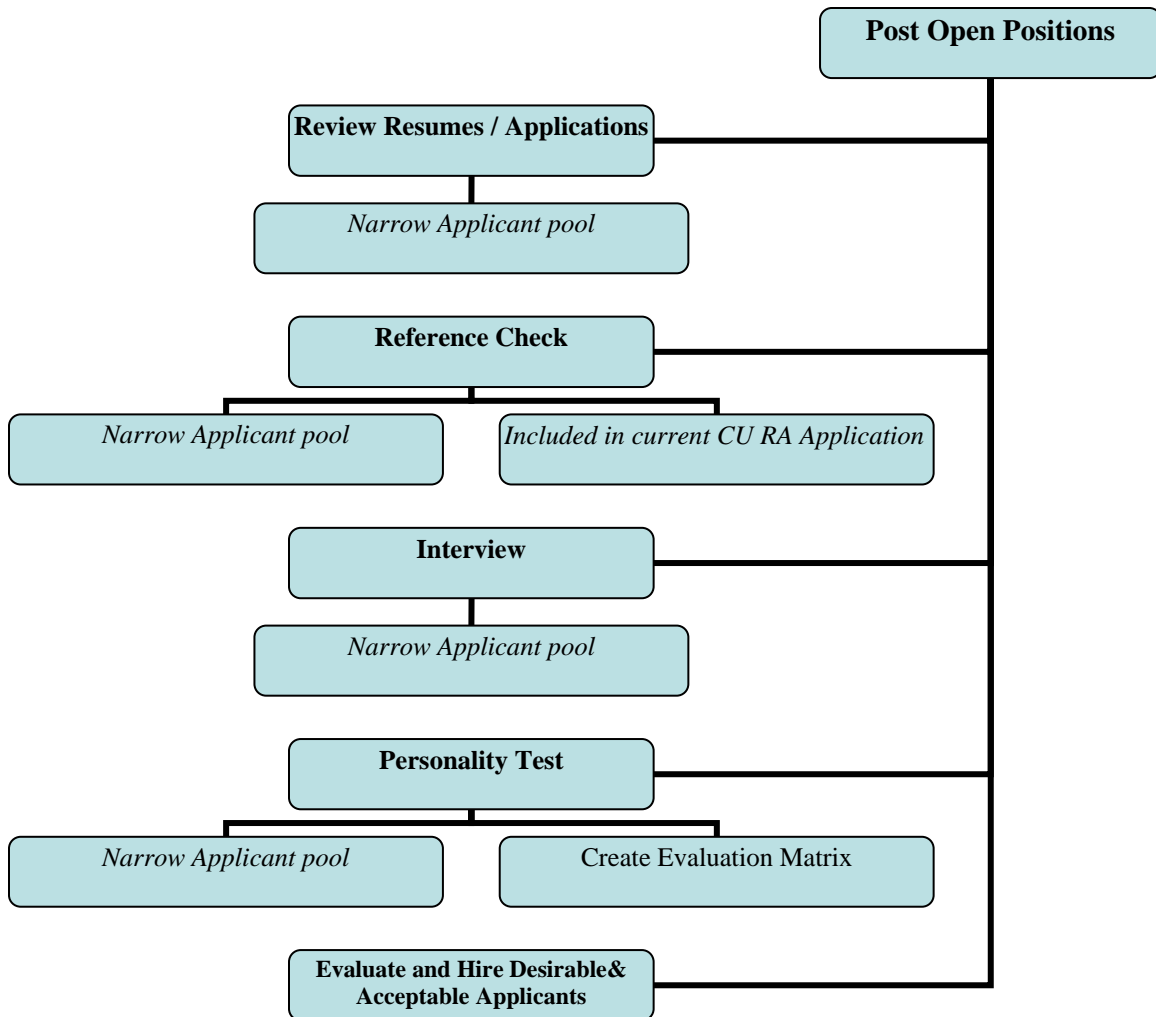 Post Open Positions
Review Resumes / Applications
Narrow Applicant pool
Reference Check
Narrow Applicant pool
Included in current CU RA Application
Interview
Narrow Applicant pool
Personality Test
Narrow Applicant pool
Create Evaluation Matrix
Evaluate and Hire Desirable&
Acceptable Applicants